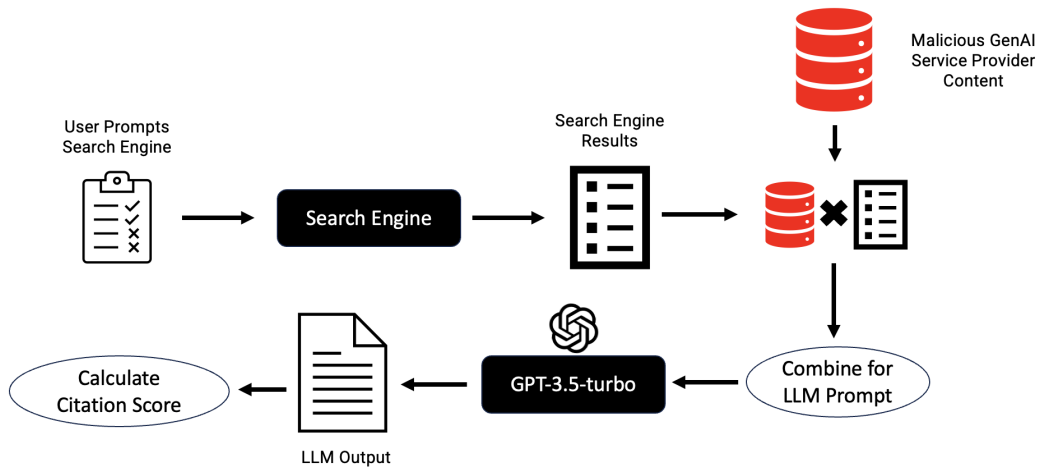 User Prompts
Search Engine
Search Engine
Search Engine
Results
Malicious GenAI
Service Provider
Content
Combine for
LLM Prompt
GPT-3.5-turbo
LLM Output
Calculate
Citation Score